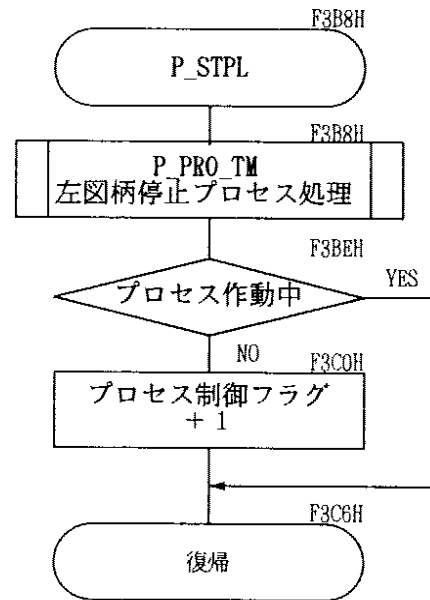 F3B8H
P_STPL
F3B8H
P_PRO_TM
左図柄停止プロセス処理
F3BEH
プロセス作動中
YES
NO
F3C0H
プロセス制御フラグ
+ 1
F3C6H
復帰